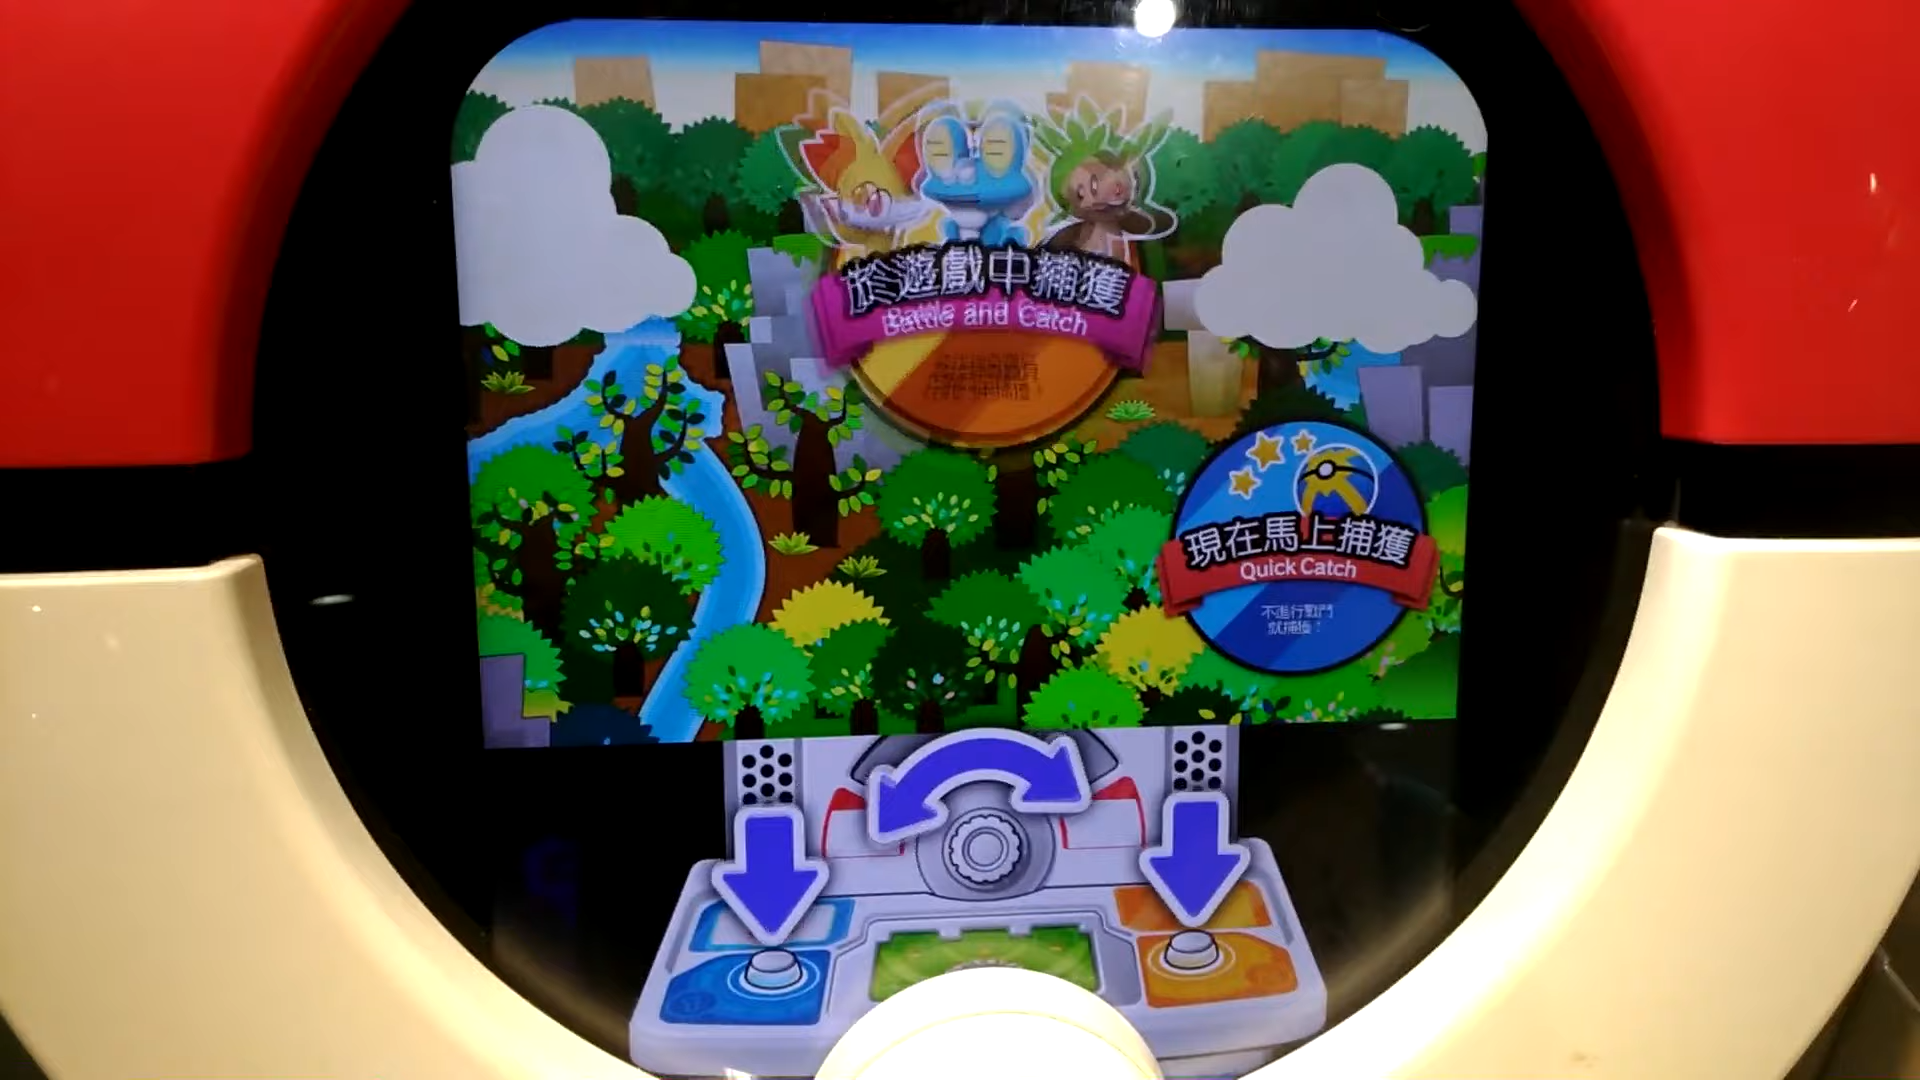 於遊戲中捕獲
Battle and Catch
現在馬上捕獲
Quick Catch
不進行戰鬥
就捕獲！